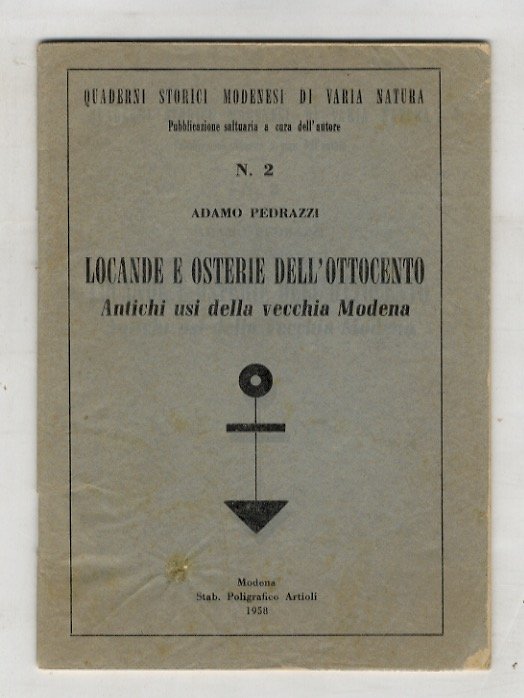 QUADERNI STORICI MODENESI DI VARIA NATURA
Pubblicazione saltuaria a cura dell'autore
N. 2
ADAMO PEDRAZZI
LOCANDE E OSTERIE DELL'OTTOCENTO
Antichi usi della vecchia Modena
Modena
Stab. Poligrafico Artioli
1958